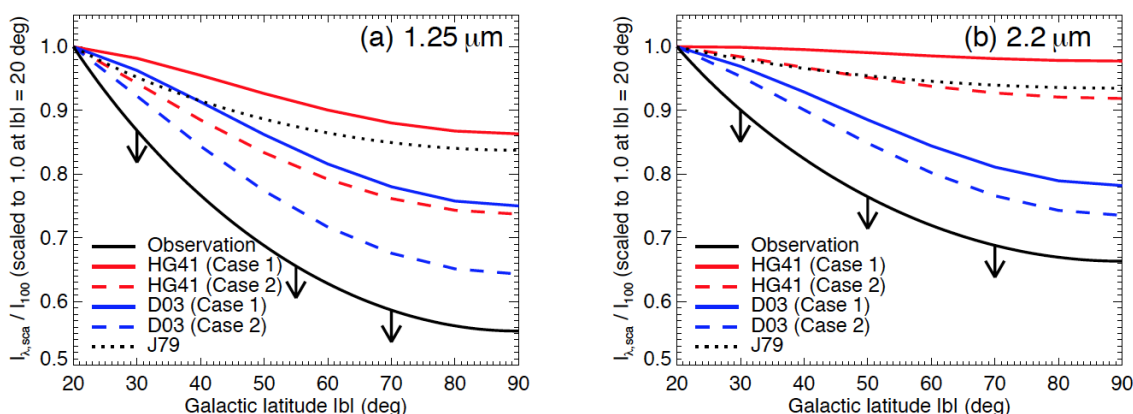 (a) 1.25 μm
I_λ,sca / I_100 (scaled to 1.0 at |b| = 20 deg)
1.0
0.9
0.8
0.7
0.6
0.5
Observation
HG41 (Case 1)
HG41 (Case 2)
D03 (Case 1)
D03 (Case 2)
J79
20 30 40 50 60 70 80 90
Galactic latitude |b| (deg)
(b) 2.2 μm
I_λ,sca / I_100 (scaled to 1.0 at |b| = 20 deg)
1.0
0.9
0.8
0.7
0.6
0.5
Observation
HG41 (Case 1)
HG41 (Case 2)
D03 (Case 1)
D03 (Case 2)
J79
20 30 40 50 60 70 80 90
Galactic latitude |b| (deg)